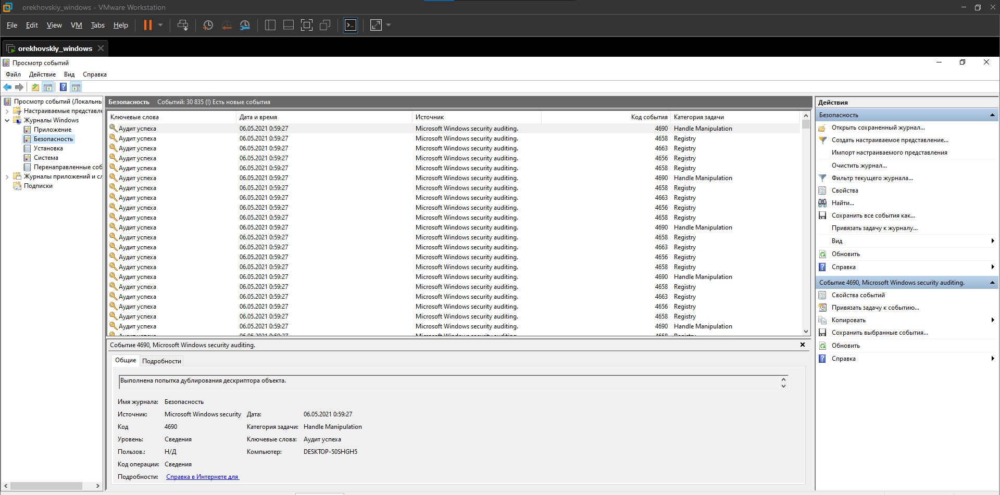 orekhovskiy_windows - VMware Workstation
File Edit View VM Tabs Help
orekhovskiy_windows
Просмотр событий
Файл Действие Вид Справка
Просмотр событий (Локальнь
Настраиваемые представле
Журналы Windows
Приложение
Безопасность
Установка
Система
Перенаправленные соб
Журналы приложений и сл
Подписки
Безопасность Событий: 30 835 (!) Есть новые события
Ключевые слова Дата и время Источник Код события Категория задачи
Аудит успеха 06.05.2021 0:59:27 Microsoft Windows security auditing. 4690 Handle Manipulation
Аудит успеха 06.05.2021 0:59:27 Microsoft Windows security auditing. 4658 Registry
Аудит успеха 06.05.2021 0:59:27 Microsoft Windows security auditing. 4663 Registry
Аудит успеха 06.05.2021 0:59:27 Microsoft Windows security auditing. 4656 Registry
Аудит успеха 06.05.2021 0:59:27 Microsoft Windows security auditing. 4658 Registry
Аудит успеха 06.05.2021 0:59:27 Microsoft Windows security auditing. 4690 Handle Manipulation
Аудит успеха 06.05.2021 0:59:27 Microsoft Windows security auditing. 4658 Registry
Аудит успеха 06.05.2021 0:59:27 Microsoft Windows security auditing. 4663 Registry
Аудит успеха 06.05.2021 0:59:27 Microsoft Windows security auditing. 4656 Registry
Аудит успеха 06.05.2021 0:59:27 Microsoft Windows security auditing. 4658 Registry
Аудит успеха 06.05.2021 0:59:27 Microsoft Windows security auditing. 4690 Handle Manipulation
Аудит успеха 06.05.2021 0:59:27 Microsoft Windows security auditing. 4658 Registry
Аудит успеха 06.05.2021 0:59:27 Microsoft Windows security auditing. 4663 Registry
Аудит успеха 06.05.2021 0:59:27 Microsoft Windows security auditing. 4656 Registry
Аудит успеха 06.05.2021 0:59:27 Microsoft Windows security auditing. 4658 Registry
Аудит успеха 06.05.2021 0:59:27 Microsoft Windows security auditing. 4690 Handle Manipulation
Аудит успеха 06.05.2021 0:59:27 Microsoft Windows security auditing. 4658 Registry
Аудит успеха 06.05.2021 0:59:27 Microsoft Windows security auditing. 4663 Registry
Аудит успеха 06.05.2021 0:59:27 Microsoft Windows security auditing. 4656 Registry
Аудит успеха 06.05.2021 0:59:27 Microsoft Windows security auditing. 4658 Registry
Аудит успеха 06.05.2021 0:59:27 Microsoft Windows security auditing. 4690 Handle Manipulation
Событие 4690, Microsoft Windows security auditing.
Общие Подробности
Выполнена попытка дублирования дескриптора объекта.
Имя журнала: Безопасность
Источник: Microsoft Windows security Дата: 06.05.2021 0:59:27
Код 4690 Категория задачи: Handle Manipulation
Уровень: Сведения Ключевые слова: Аудит успеха
Пользов.: Н/Д Компьютер: DESKTOP-50SHGH5
Код операции: Сведения
Подробности: Справка в Интернете для
Действия
Безопасность
Открыть сохраненный журнал...
Создать настраиваемое представление...
Импорт настраиваемого представления
Очистить журнал...
Фильтр текущего журнала...
Свойства
Найти...
Сохранить все события как...
Привязать задачу к журналу...
Вид
Обновить
Справка
Событие 4690, Microsoft Windows security auditing.
Свойства событий
Привязать задачу к событию...
Копировать
Сохранить выбранные события...
Обновить
Справка